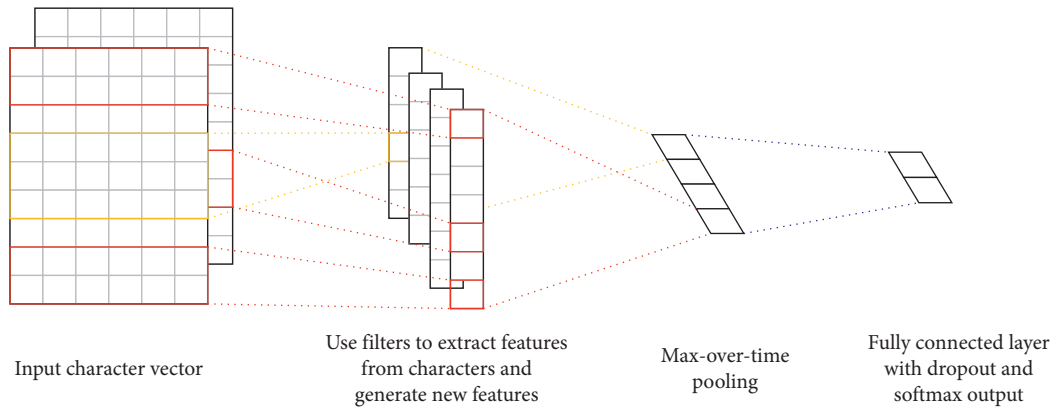 Input character vector
Use filters to extract features
from characters and
generate new features
Max-over-time
pooling
Fully connected layer
with dropout and
softmax output